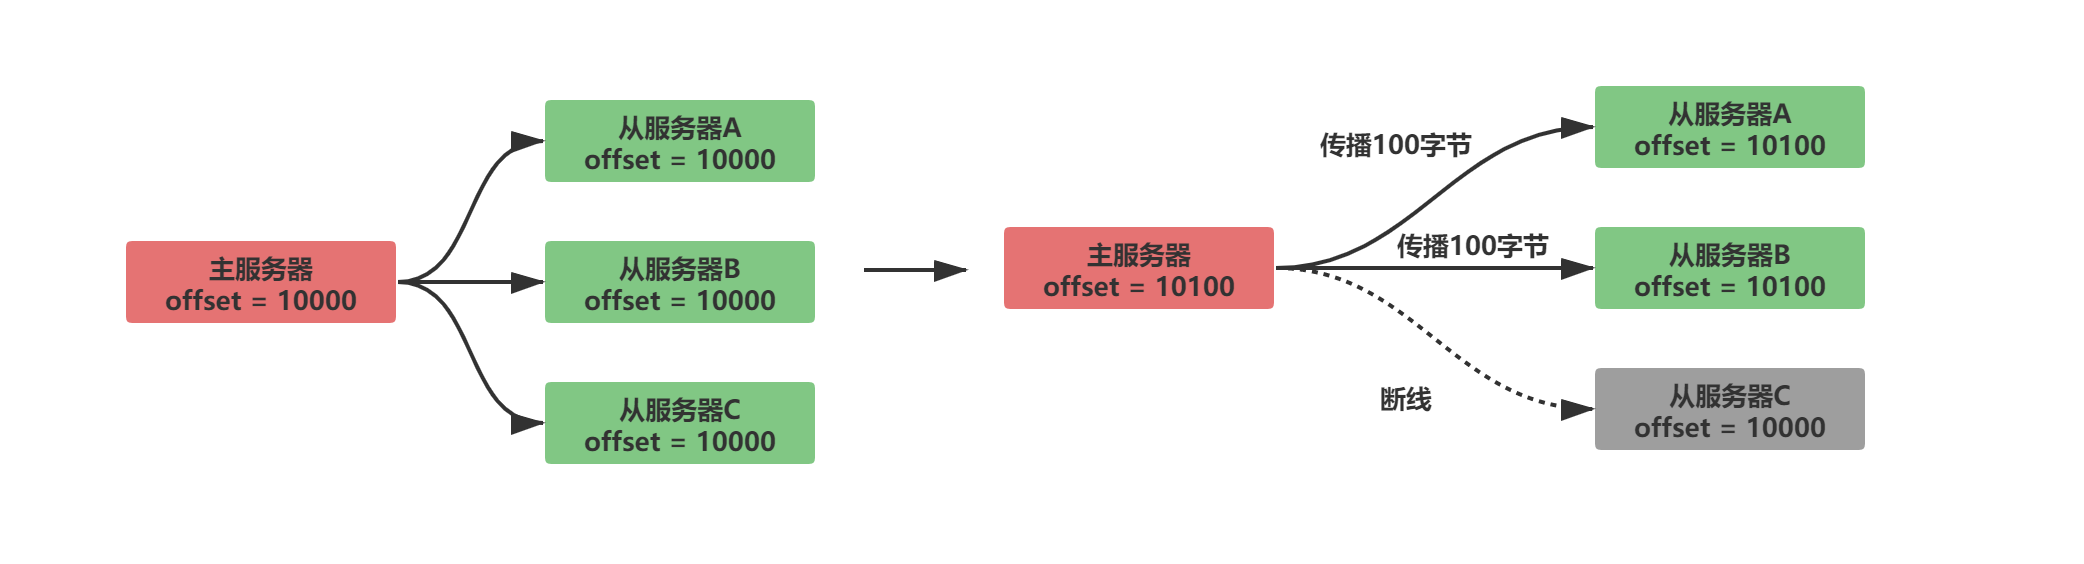 从服务器A
offset = 10000
主服务器
offset = 10000
从服务器B
offset = 10000
从服务器C
offset = 10000
传播100字节
从服务器A
offset = 10100
主服务器
offset = 10100
传播100字节
从服务器B
offset = 10100
断线
从服务器C
offset = 10000